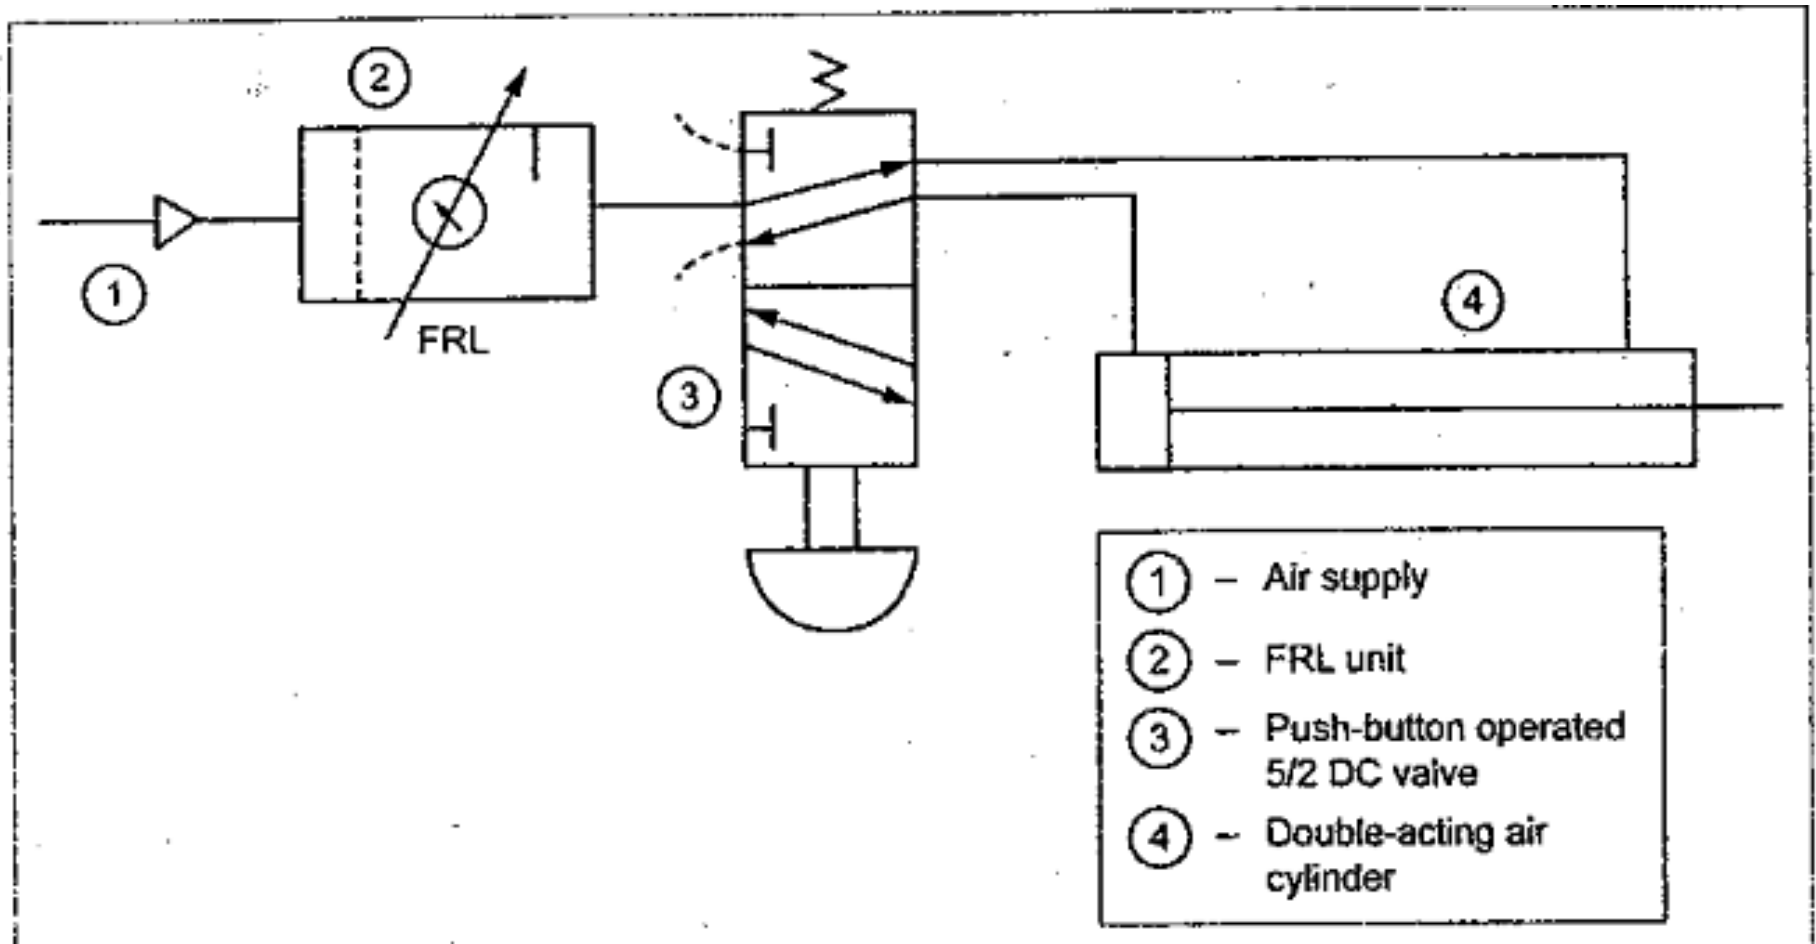 2
1
FRL
3
4
1 – Air supply
2 – FRL unit
3 – Push-button operated
5/2 DC valve
4 – Double-acting air
cylinder